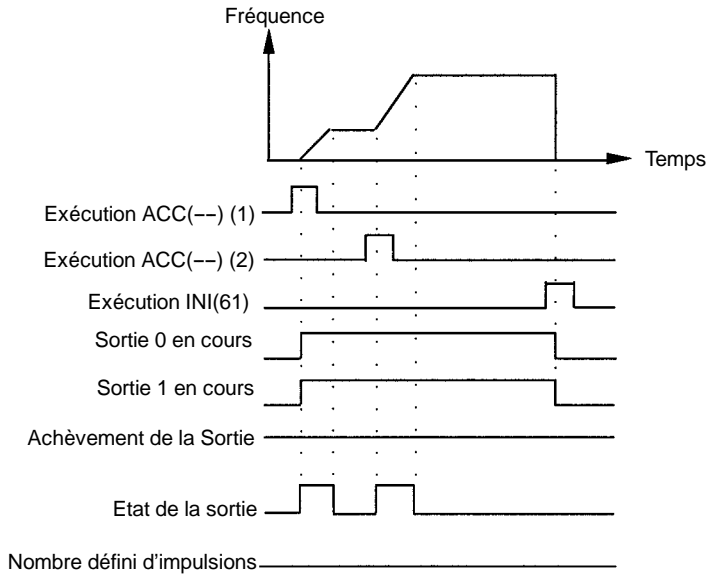 Fréquence
Temps
Exécution ACC(−−) (1)
Exécution ACC(−−) (2)
Exécution INI(61)
Sortie 0 en cours
Sortie 1 en cours
Achèvement de la Sortie
Etat de la sortie
Nombre défini d'impulsions